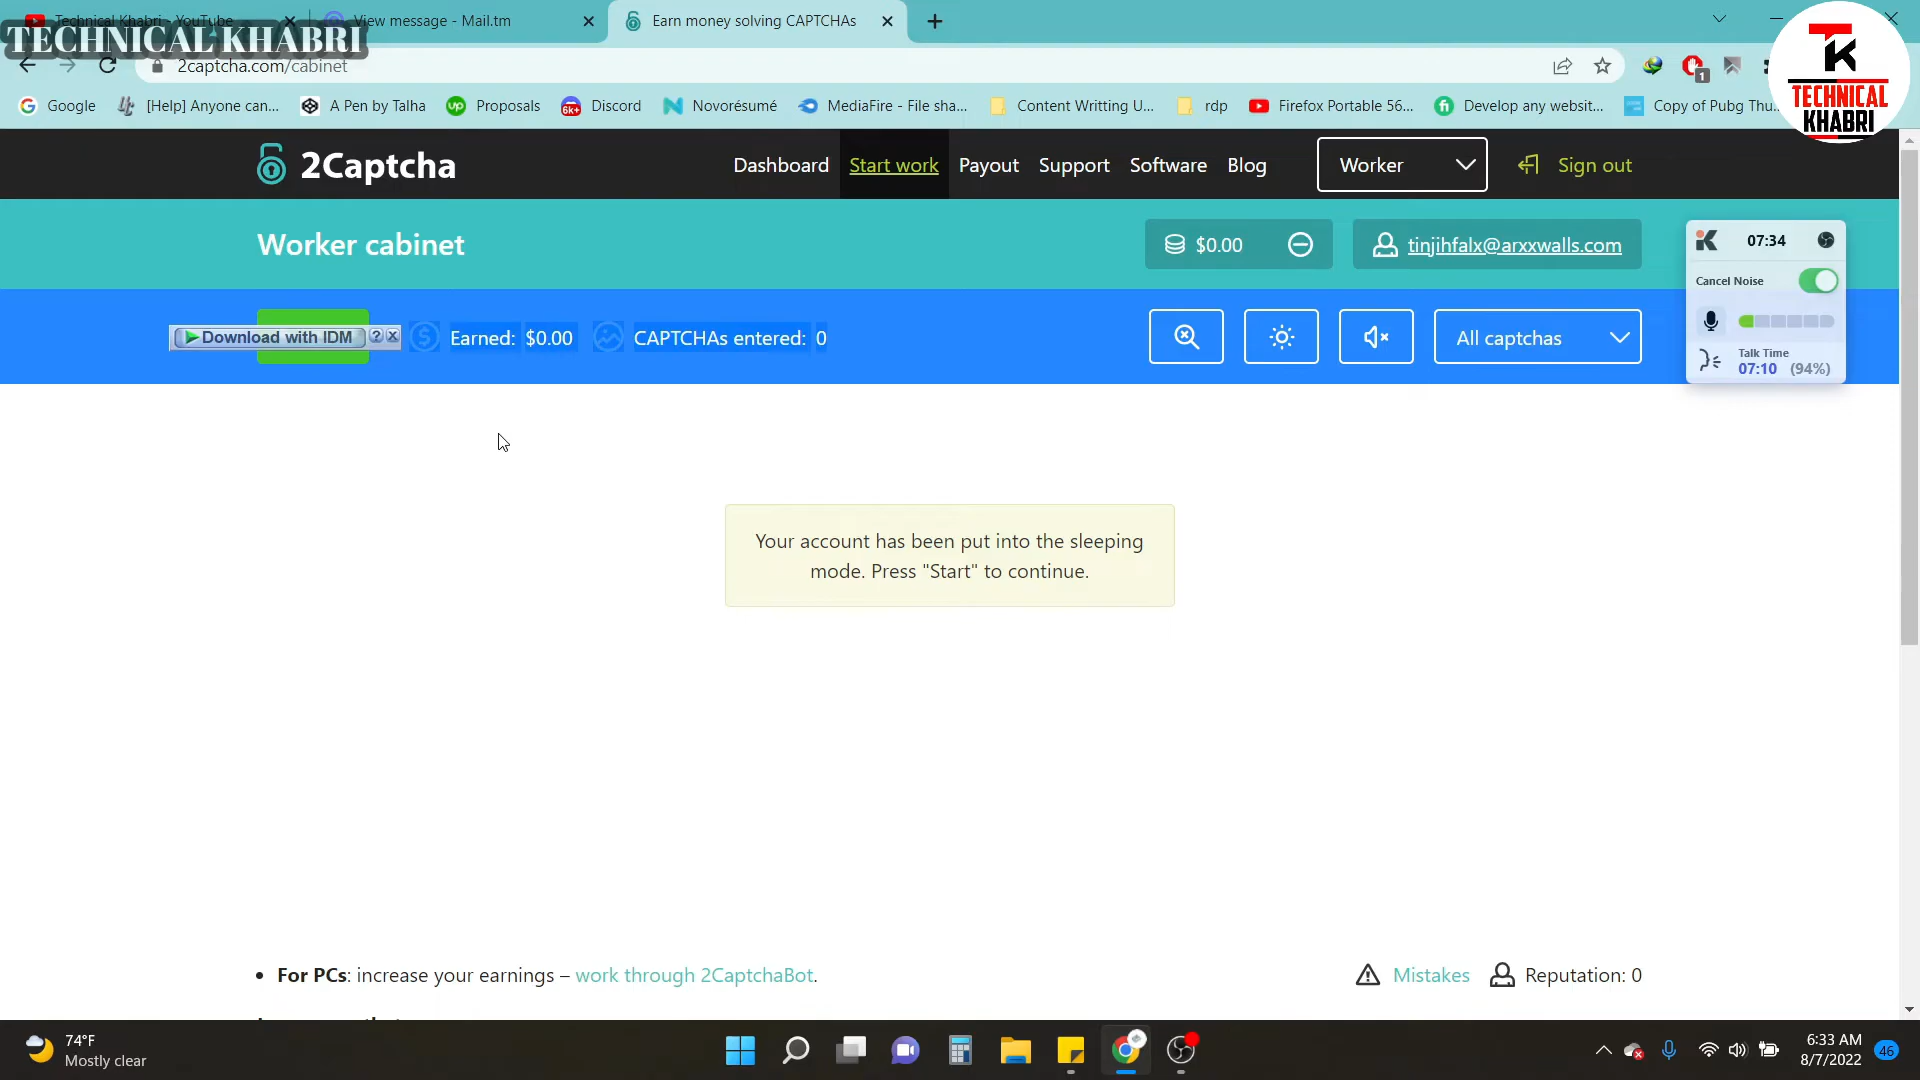 Technical Khabri - YouTube
View message - Mail.tm
Earn money solving CAPTCHAs
TECHNICAL KHABRI
2captcha.com/cabinet
1
TK
TECHNICAL
KHABRI
Google
[Help] Anyone can...
A Pen by Talha
up
Proposals
6k+
Discord
Novorésumé
MediaFire - File sha...
Content Writting U...
rdp
Firefox Portable 56...
fi
Develop any websit...
Copy of Pubg Thu...
2Captcha
Dashboard
Start work
Payout
Support
Software
Blog
Worker
Sign out
Worker cabinet
$0.00
tinjihfalx@arxxwalls.com
07:34
Cancel Noise
Talk Time
07:10 (94%)
Download with IDM
?
Earned: $0.00
CAPTCHAs entered: 0
All captchas
Your account has been put into the sleeping
mode. Press "Start" to continue.
• For PCs: increase your earnings – work through 2CaptchaBot.
Mistakes
Reputation: 0
74°F
Mostly clear
6:33 AM
8/7/2022
46